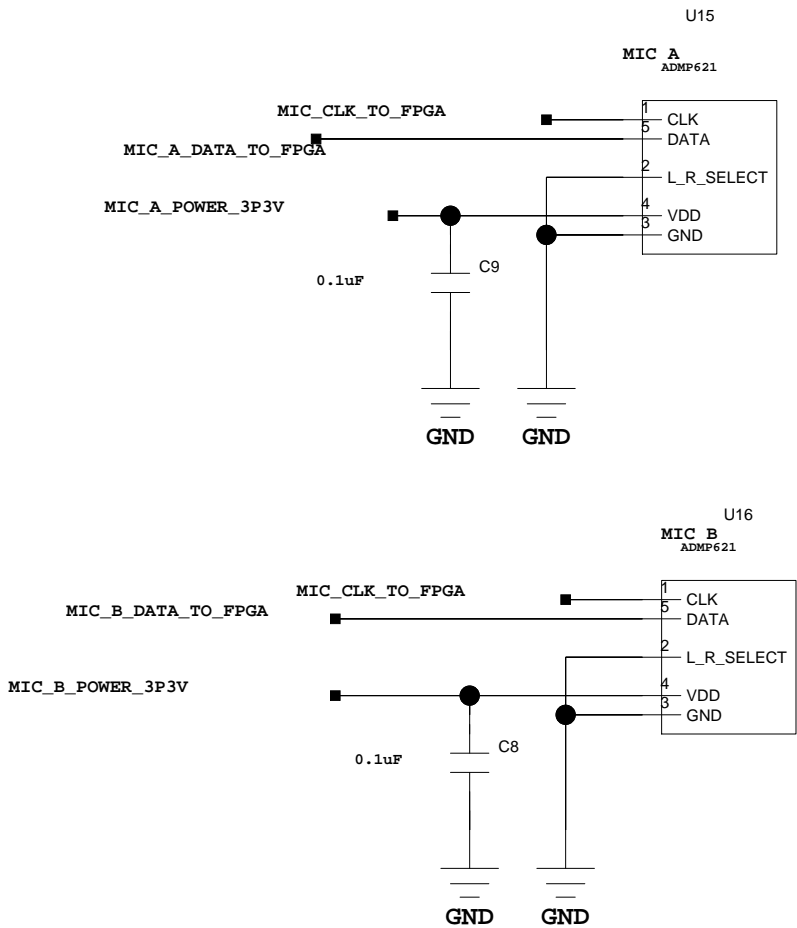 U15
MIC A
ADMP621
MIC_CLK_TO_FPGA
1
CLK
5
DATA
MIC_A_DATA_TO_FPGA
2
L_R_SELECT
MIC_A_POWER_3P3V
4
VDD
3
GND
C9
0.1uF
GND
GND
U16
MIC B
ADMP621
MIC_CLK_TO_FPGA
1
CLK
5
DATA
MIC_B_DATA_TO_FPGA
2
L_R_SELECT
MIC_B_POWER_3P3V
4
VDD
3
GND
C8
0.1uF
GND
GND